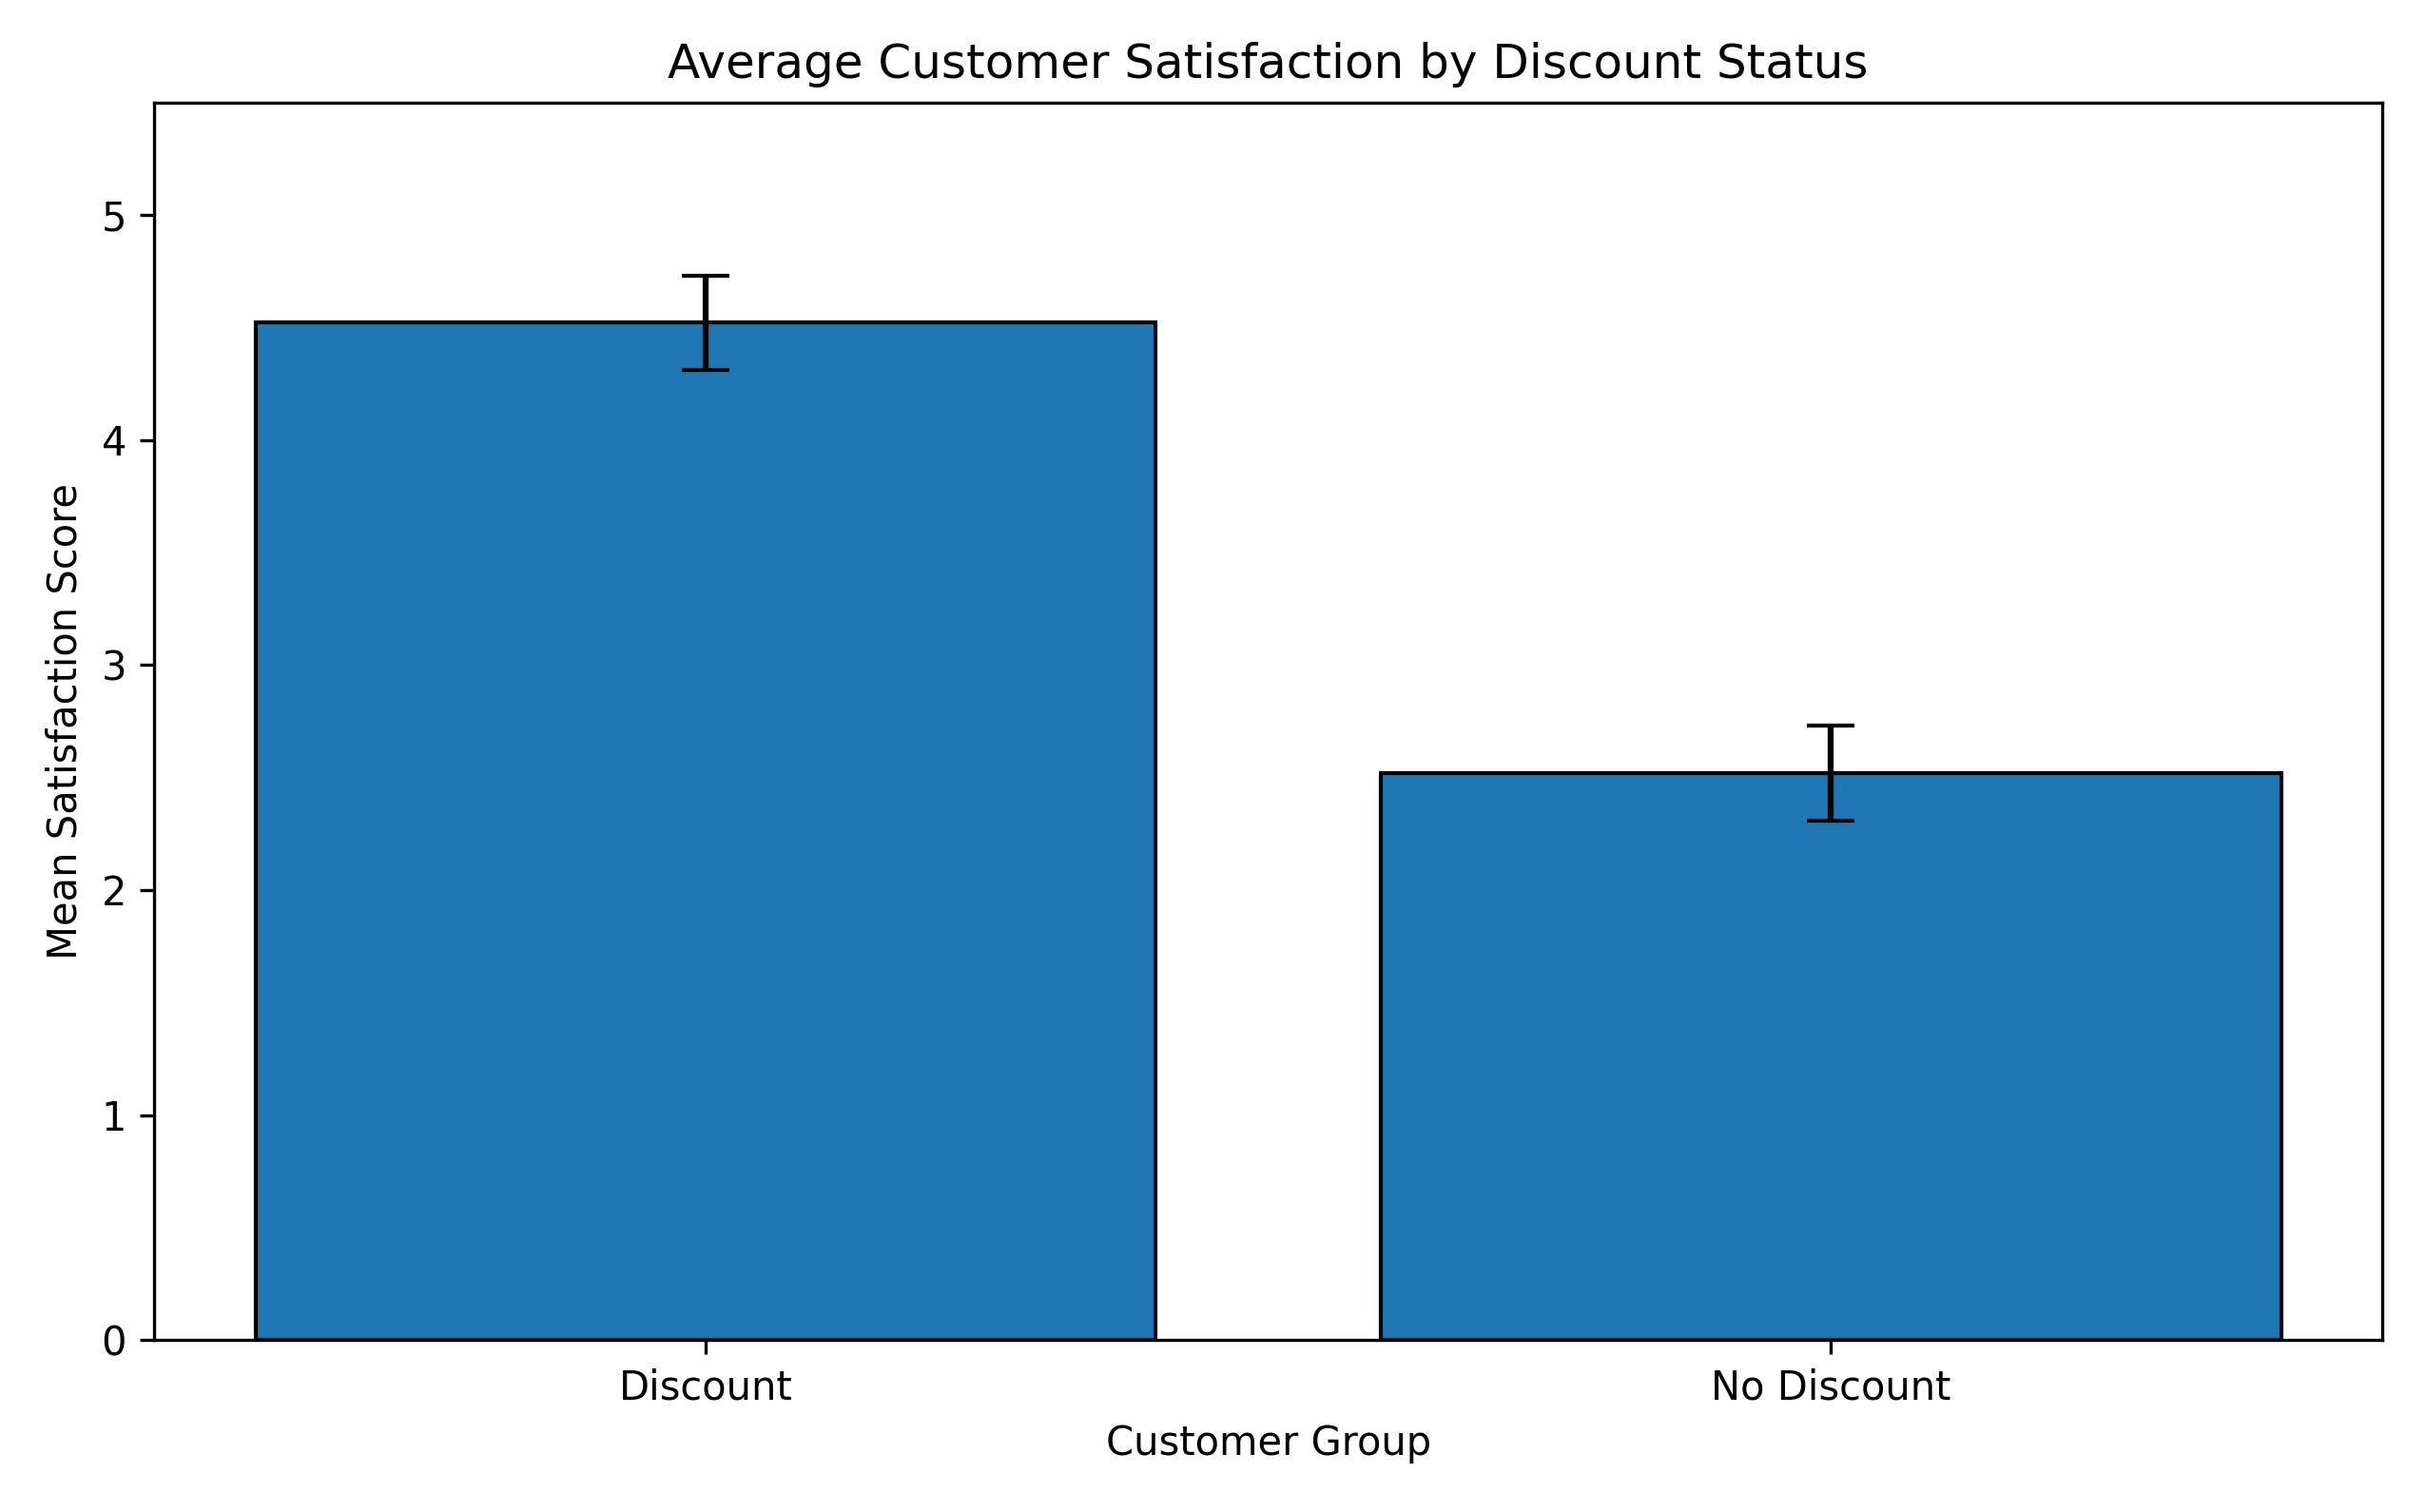 Average Customer Satisfaction by Discount Status
Mean Satisfaction Score
5
4
3
2
1
0
Discount
No Discount
Customer Group